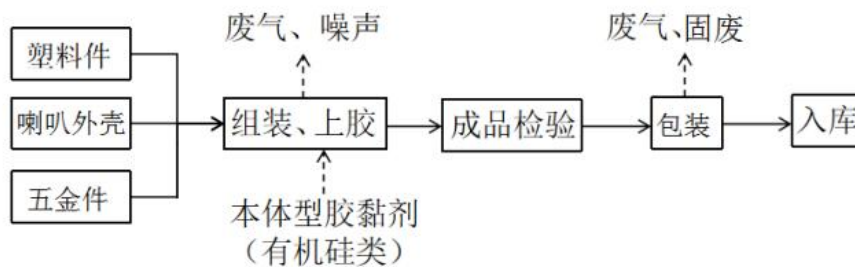 废气、噪声
废气、固废
塑料件
喇叭外壳
组装、上胶
成品检验
包装
入库
五金件
本体型胶黏剂
（有机硅类）